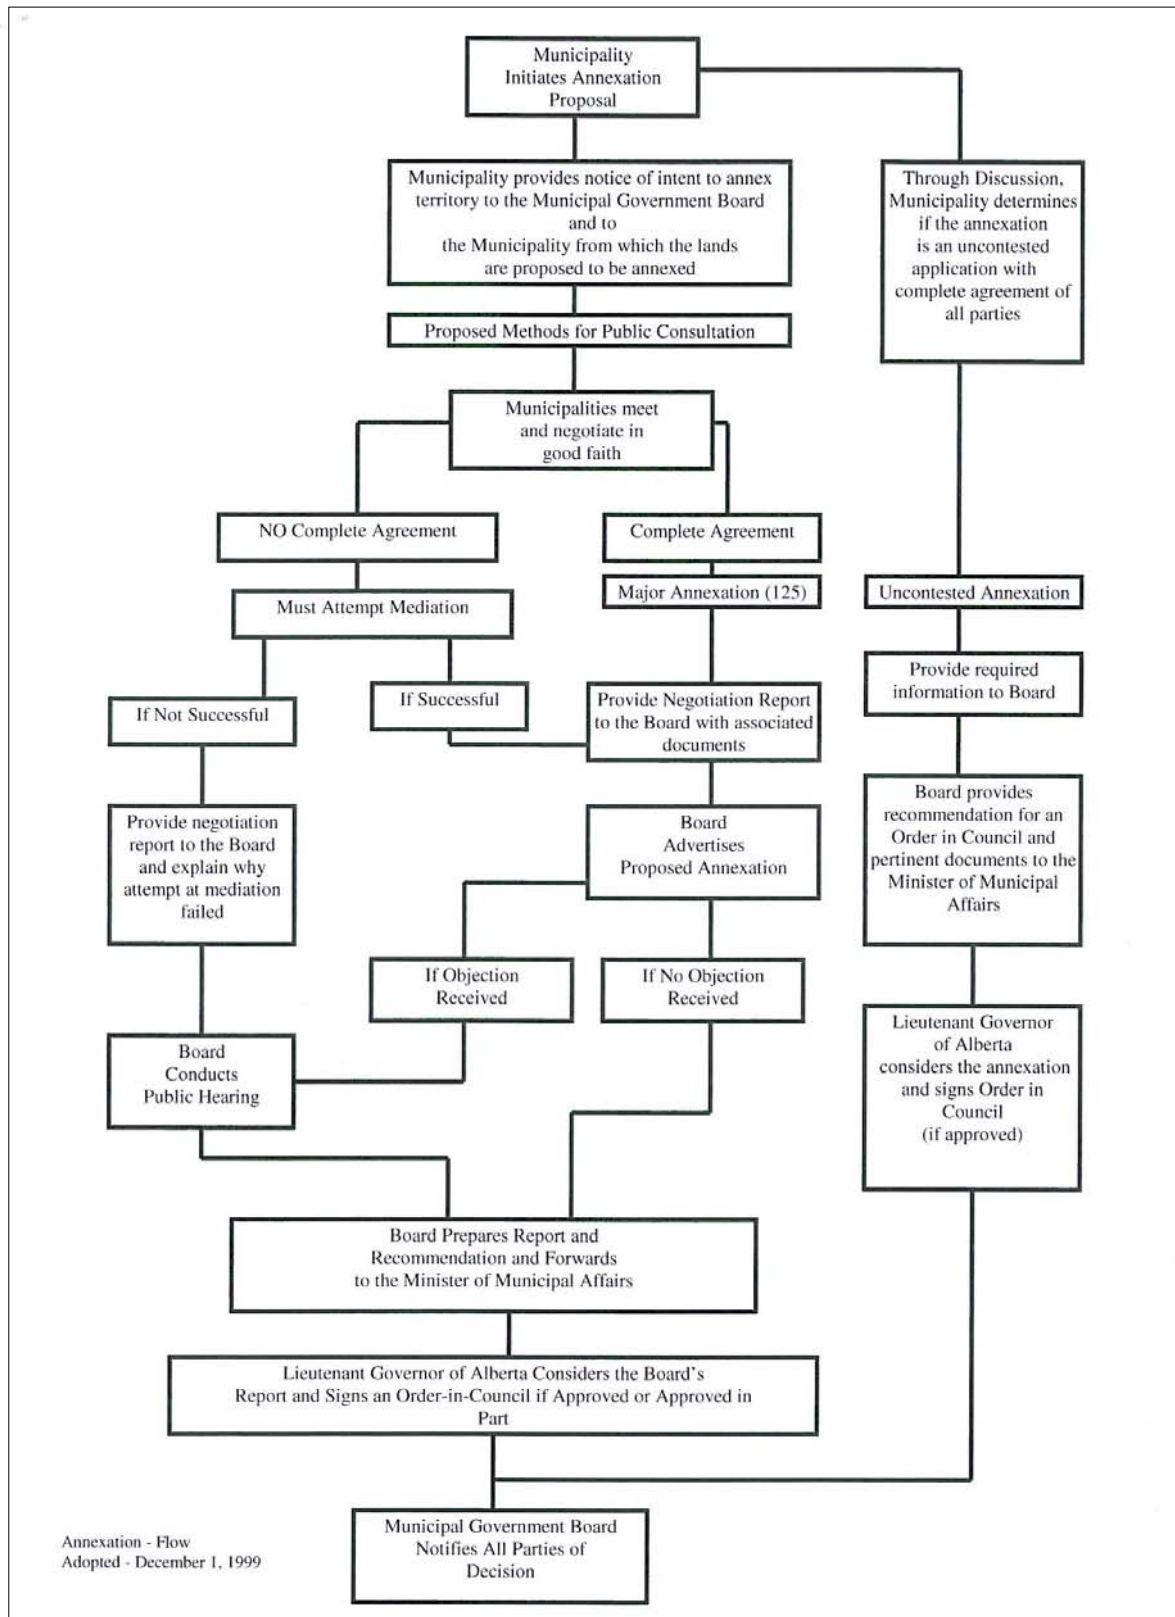 Municipality
Initiates Annexation
Proposal
Municipality provides notice of intent to annex
territory to the Municipal Government Board
and to
the Municipality from which the lands
are proposed to be annexed
Through Discussion,
Municipality determines
if the annexation
is an uncontested
application with
complete agreement of
all parties
Proposed Methods for Public Consultation
Municipalities meet
and negotiate in
good faith
NO Complete Agreement
Complete Agreement
Must Attempt Mediation
Major Annexation (125)
Uncontested Annexation
If Not Successful
If Successful
Provide Negotiation Report
to the Board with associated
documents
Provide required
information to Board
Provide negotiation
report to the Board
and explain why
attempt at mediation
failed
Board
Advertises
Proposed Annexation
Board provides
recommendation for an
Order in Council and
pertinent documents to the
Minister of Municipal
Affairs
If Objection
Received
If No Objection
Received
Board
Conducts
Public Hearing
Lieutenant Governor
of Alberta
considers the annexation
and signs Order in
Council
(if approved)
Board Prepares Report and
Recommendation and Forwards
to the Minister of Municipal Affairs
Lieutenant Governor of Alberta Considers the Board's
Report and Signs an Order-in-Council if Approved or Approved in
Part
Municipal Government Board
Notifies All Parties of
Decision
Annexation - Flow
Adopted - December 1, 1999